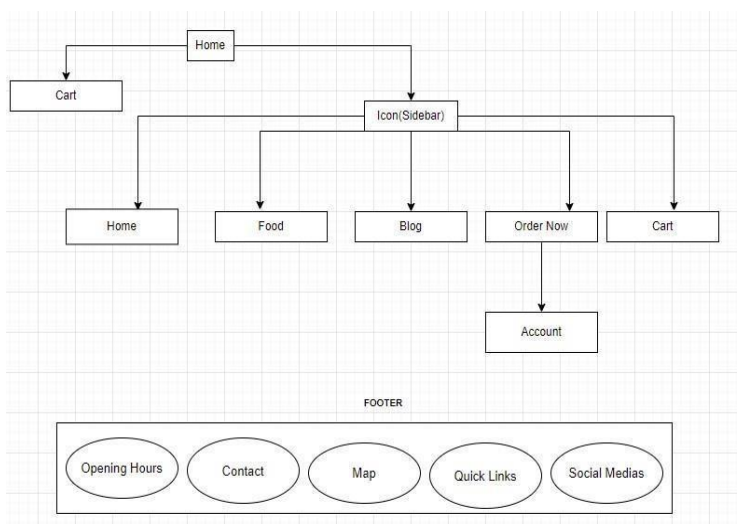 Home
Cart
Icon(Sidebar)
Home
Food
Blog
Order Now
Cart
Account
FOOTER
Opening Hours
Contact
Map
Quick Links
Social Medias